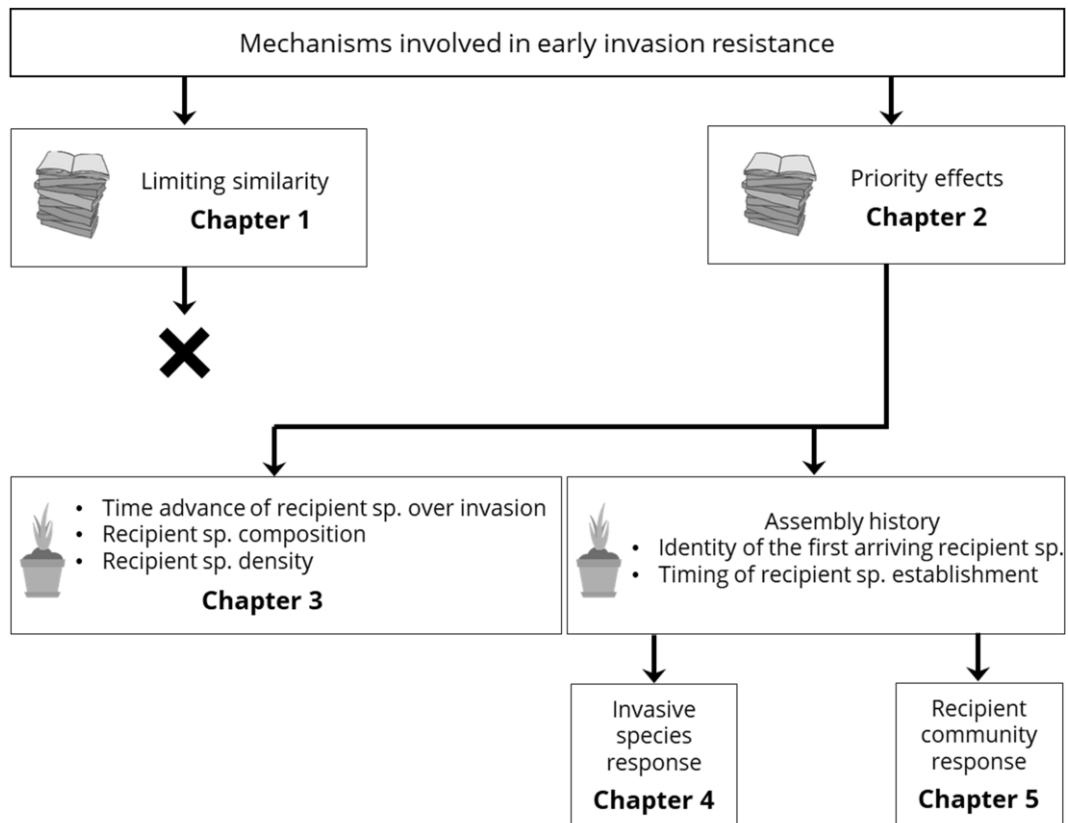 Mechanisms involved in early invasion resistance
Limiting similarity
Chapter 1
Priority effects
Chapter 2
• Time advance of recipient sp. over invasion
• Recipient sp. composition
• Recipient sp. density
Chapter 3
Assembly history
• Identity of the first arriving recipient sp.
• Timing of recipient sp. establishment
Invasive
species
response
Chapter 4
Recipient
community
response
Chapter 5